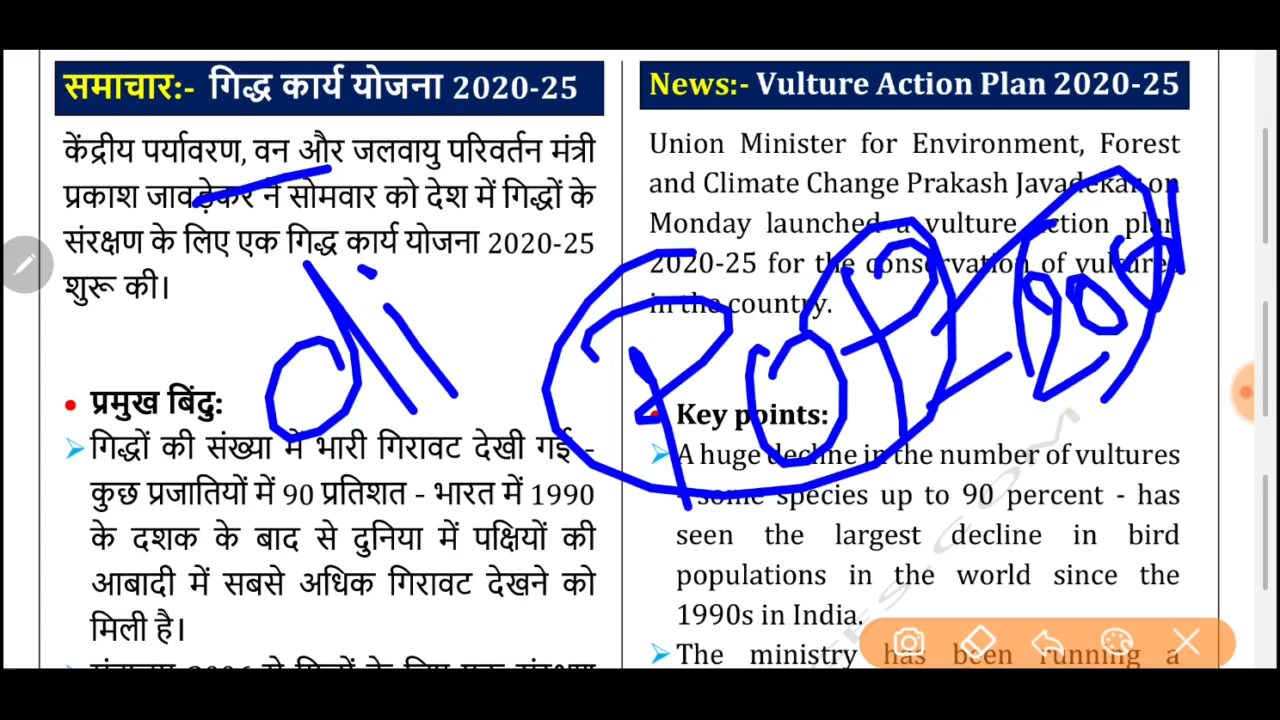 समाचार:- गिद्ध कार्य योजना 2020-25
केंद्रीय पर्यावरण, वन और जलवायु परिवर्तन मंत्री
प्रकाश जावड़ेकर ने सोमवार को देश में गिद्धों के
संरक्षण के लिए एक गिद्ध कार्य योजना 2020-25
शुरू की।
• प्रमुख बिंदु:
गिद्धों की संख्या में भारी गिरावट देखी गई -
कुछ प्रजातियों में 90 प्रतिशत - भारत में 1990
के दशक के बाद से दुनिया में पक्षियों की
आबादी में सबसे अधिक गिरावट देखने को
मिली है।
News:- Vulture Action Plan 2020-25
Union Minister for Environment, Forest
and Climate Change Prakash Javadekar on
Monday launched a vulture action plan
2020-25 for the conservation of vultures
in the country.
• Key points:
A huge decline in the number of vultures
- some species up to 90 percent - has
seen the largest decline in bird
populations in the world since the
1990s in India.
The ministry has been running a